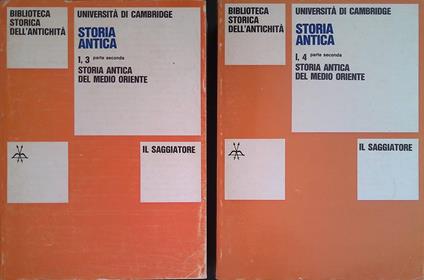 BIBLIOTECA
STORICA
DELL'ANTICHITÀ
UNIVERSITÀ DI CAMBRIDGE
STORIA
ANTICA
I, 3 parte seconda
STORIA ANTICA
DEL MEDIO ORIENTE
IL SAGGIATORE
BIBLIOTECA
STORICA
DELL'ANTICHITÀ
UNIVERSITÀ DI CAMBRIDGE
STORIA
ANTICA
I, 4 parte seconda
STORIA ANTICA
DEL MEDIO ORIENTE
IL SAGGIATORE